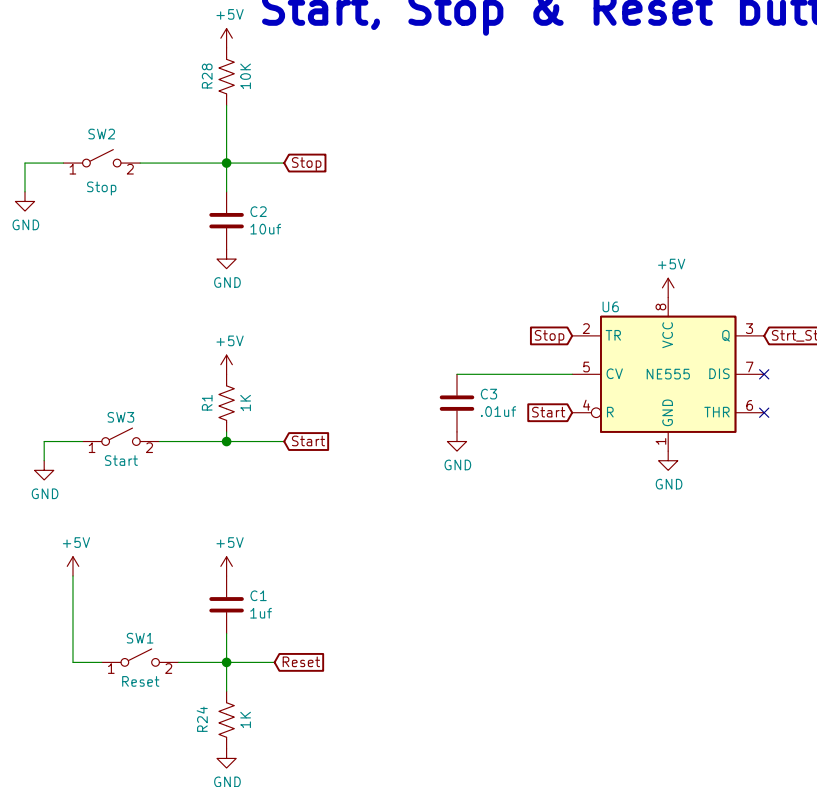 Start, Stop & Reset
+5V
R28
10K
SW2
1
2
Stop
Stop
GND
C2
10uf
GND
+5V
R1
1K
SW3
1
2
Start
Start
GND
+5V
+5V
C1
1uf
SW1
1
2
Reset
Reset
R24
1K
GND
+5V
U6
8
VCC
Stop
2
TR
Q
3
5
CV
NE555
DIS
7
C3
.01uf
Start
4
R
GND
THR
6
1
GND
GND